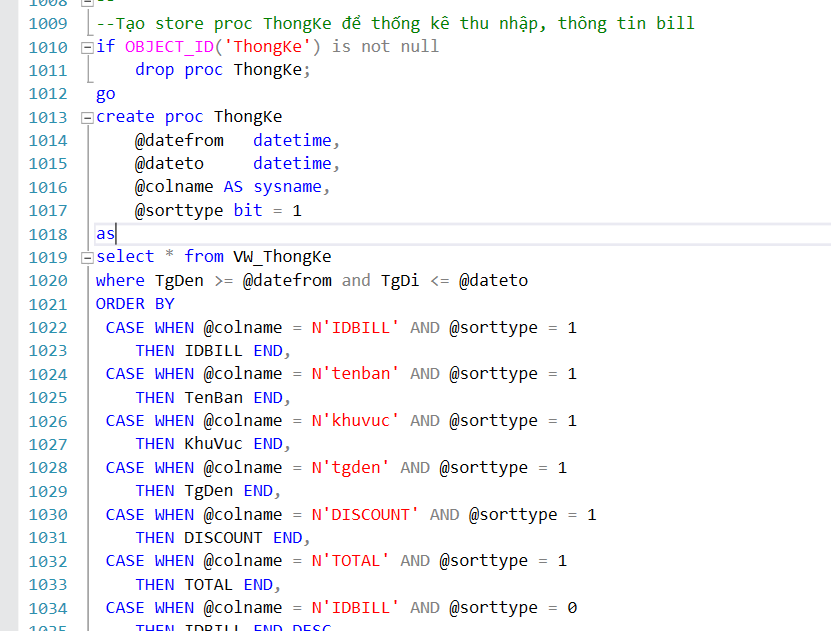 1008 --
1009 --Tạo store proc ThongKe để thống kê thu nhập, thông tin bill
1010 if OBJECT_ID('ThongKe') is not null
1011 drop proc ThongKe;
1012 go
1013 create proc ThongKe
1014 @datefrom datetime,
1015 @dateto datetime,
1016 @colname AS sysname,
1017 @sorttype bit = 1
1018 as
1019 select * from VW_ThongKe
1020 where TgDen >= @datefrom and TgDi <= @dateto
1021 ORDER BY
1022 CASE WHEN @colname = N'IDBILL' AND @sorttype = 1
1023 THEN IDBILL END,
1024 CASE WHEN @colname = N'tenban' AND @sorttype = 1
1025 THEN TenBan END,
1026 CASE WHEN @colname = N'khuvuc' AND @sorttype = 1
1027 THEN KhuVuc END,
1028 CASE WHEN @colname = N'tgden' AND @sorttype = 1
1029 THEN TgDen END,
1030 CASE WHEN @colname = N'DISCOUNT' AND @sorttype = 1
1031 THEN DISCOUNT END,
1032 CASE WHEN @colname = N'TOTAL' AND @sorttype = 1
1033 THEN TOTAL END,
1034 CASE WHEN @colname = N'IDBILL' AND @sorttype = 0
1035 THEN IDBILL END DESC